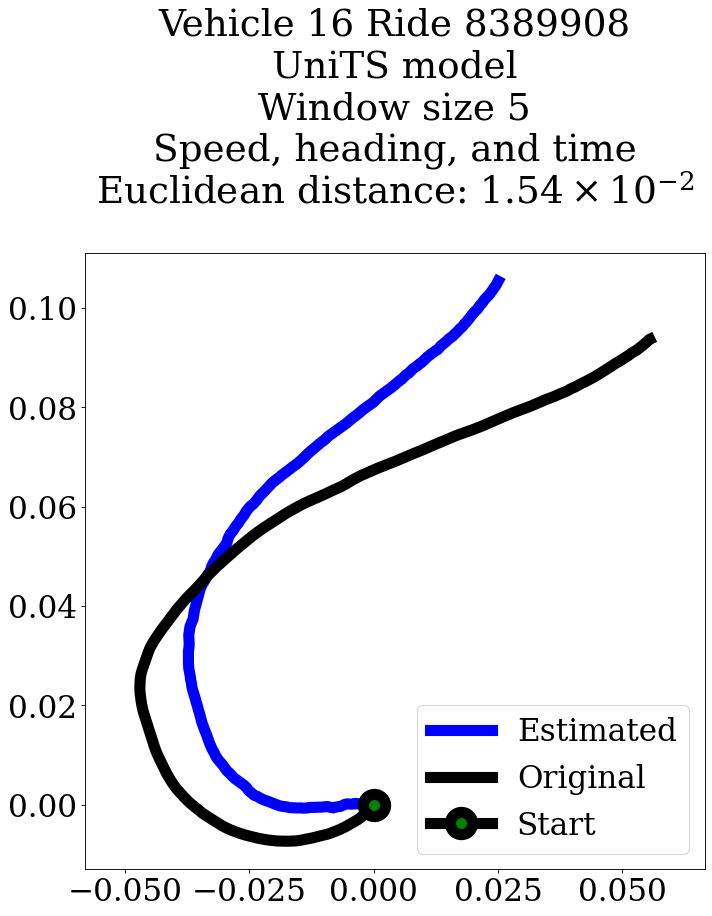 Vehicle 16 Ride 8389908
UniTS model
Window size 5
Speed, heading, and time
Euclidean distance: 1.54 × 10⁻²
0.10
0.08
0.06
0.04
0.02
0.00
Estimated
Original
Start
−0.050 −0.025 0.000 0.025 0.050